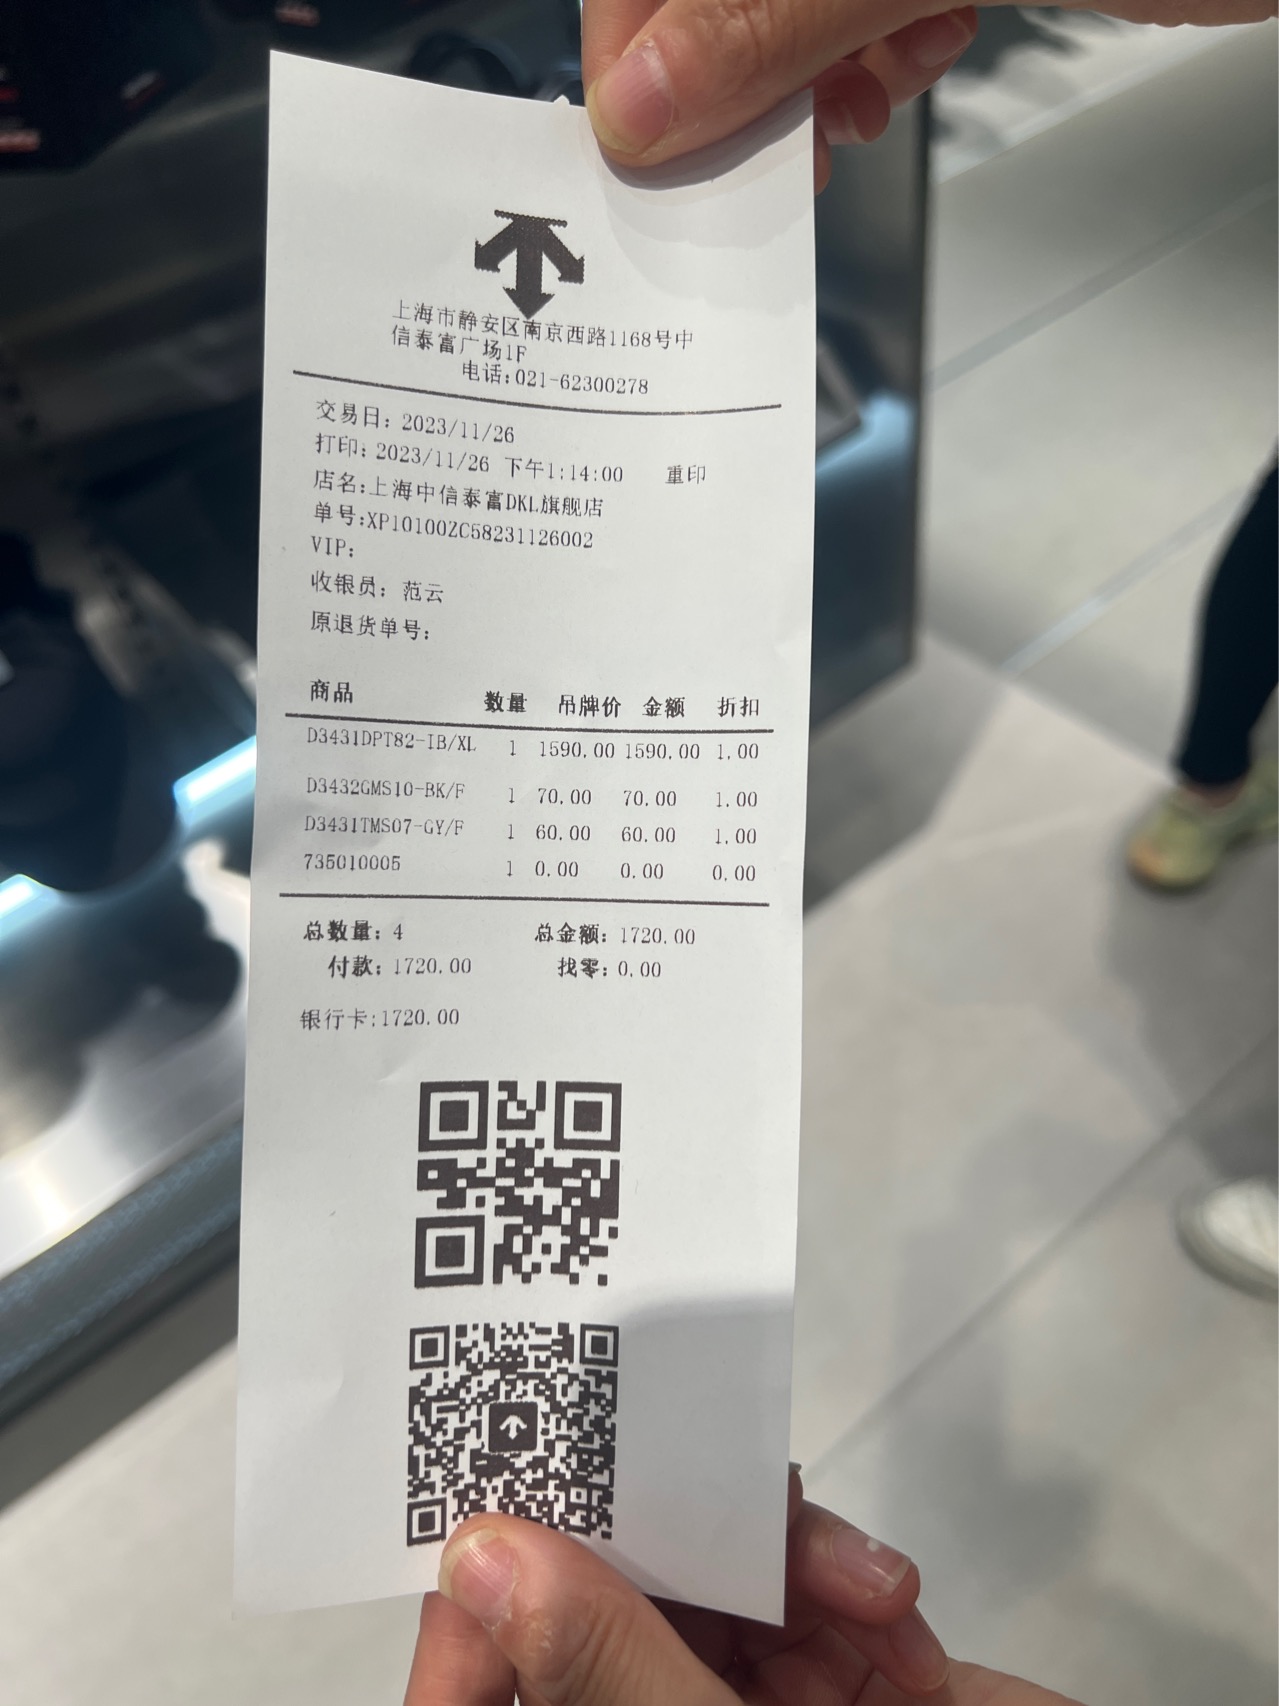 上海市静安区南京西路1168号中
信泰富广场1F
电话:021-62300278
交易日: 2023/11/26
打印: 2023/11/26 下午1:14:00 重印
店名:上海中信泰富DKL旗舰店
单号:XP10100ZC58231126002
VIP:
收银员: 范云
原退货单号:
商品 数量 吊牌价 金额 折扣
D3431DPT82-IB/XL 1 1590.00 1590.00 1.00
D3432GMS10-BK/F 1 70.00 70.00 1.00
D3431TMS07-GY/F 1 60.00 60.00 1.00
735010005 1 0.00 0.00 0.00
总数量: 4 总金额: 1720.00
付款: 1720.00 找零: 0.00
银行卡:1720.00